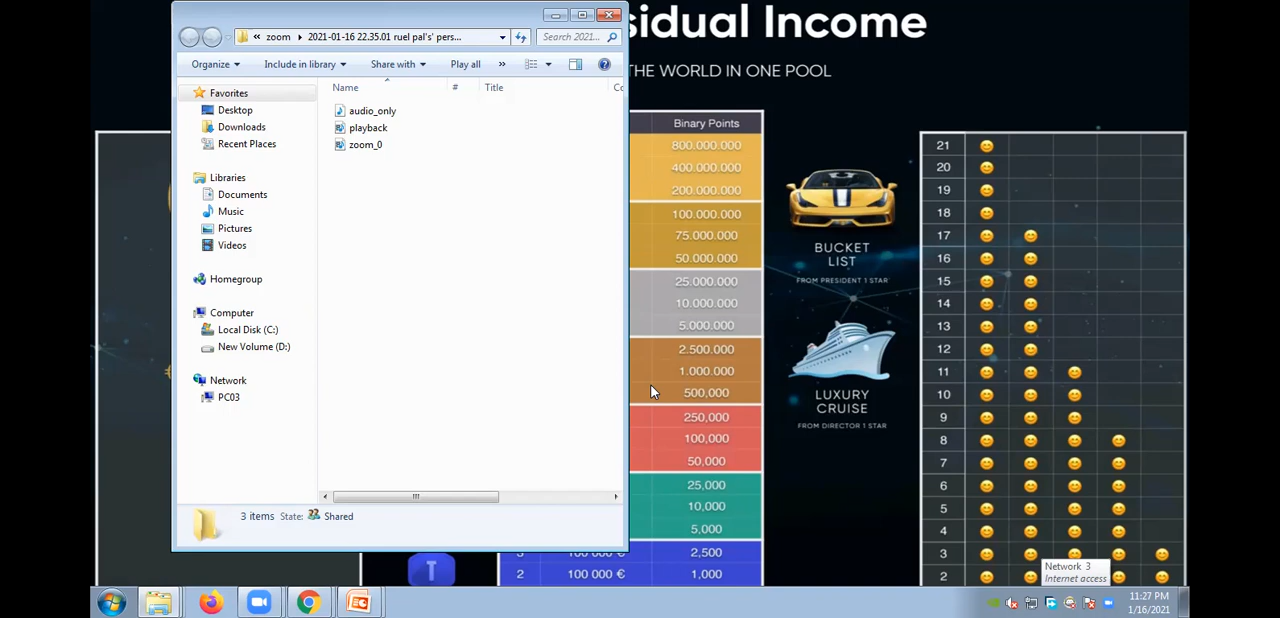 sidual Income
THE WORLD IN ONE POOL
zoom
2021-01-16 22.35.01 ruel pal's' pers...
Search 2021...
Organize
Include in library
Share with
Play all
»
Favorites
Desktop
Downloads
Recent Places
Libraries
Documents
Music
Pictures
Videos
Homegroup
Computer
Local Disk (C:)
New Volume (D:)
Network
PC03
Name
#
Title
Cc
audio_only
playback
zoom_0
3 items State: Shared
Binary Points
800.000.000
400.000.000
200.000.000
100.000.000
75.000.000
50.000.000
25.000.000
10.000.000
5.000.000
2.500.000
1.000.000
500,000
250,000
100,000
50,000
25,000
10,000
5,000
3 100 000 € 2,500
2 100 000 € 1,000
T
BUCKET
LIST
FROM PRESIDENT 1 STAR
LUXURY
CRUISE
FROM DIRECTOR 1 STAR
21
20
19
18
17
16
15
14
13
12
11
10
9
8
7
6
5
4
3
2
Network 3
Internet access
11:27 PM
1/16/2021